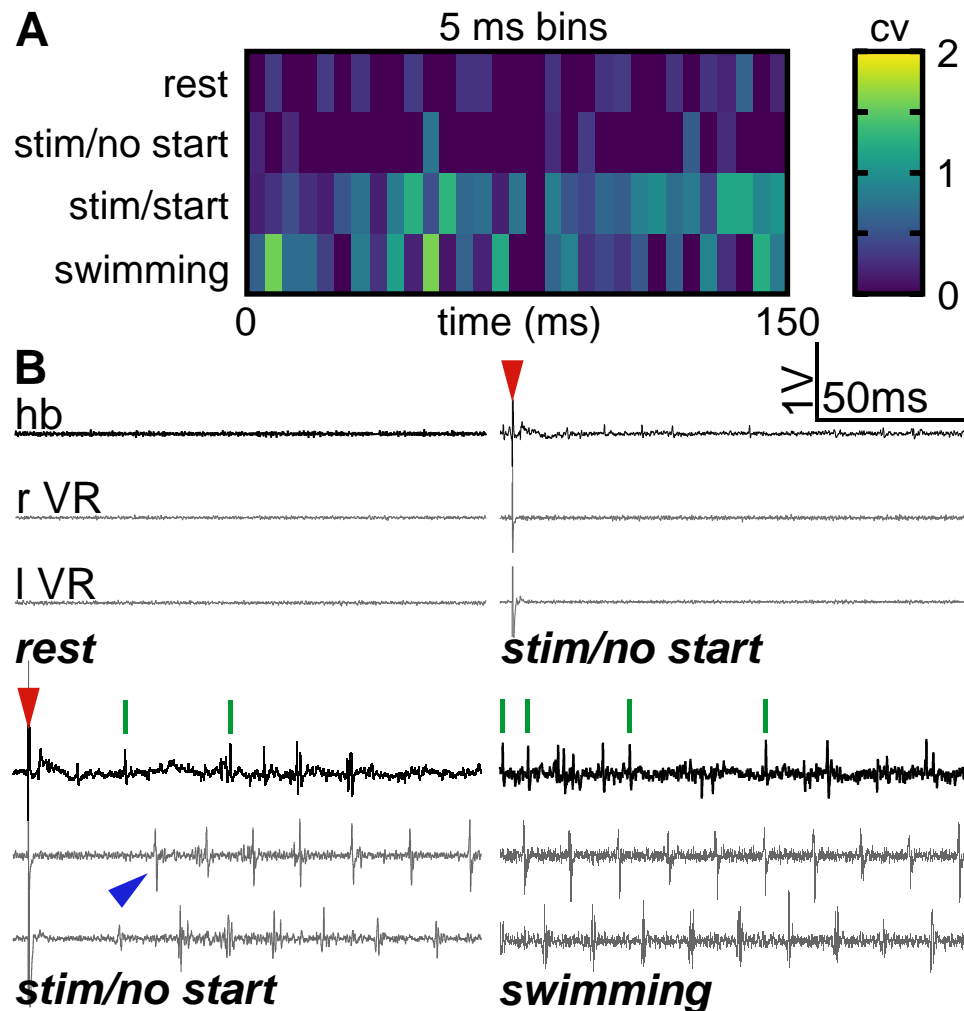 A
5 ms bins
cv
rest
stim/no start
stim/start
swimming
2
1
0
0
time (ms)
150
B
hb
1V
50ms
r VR
l VR
rest
stim/no start
stim/no start
swimming